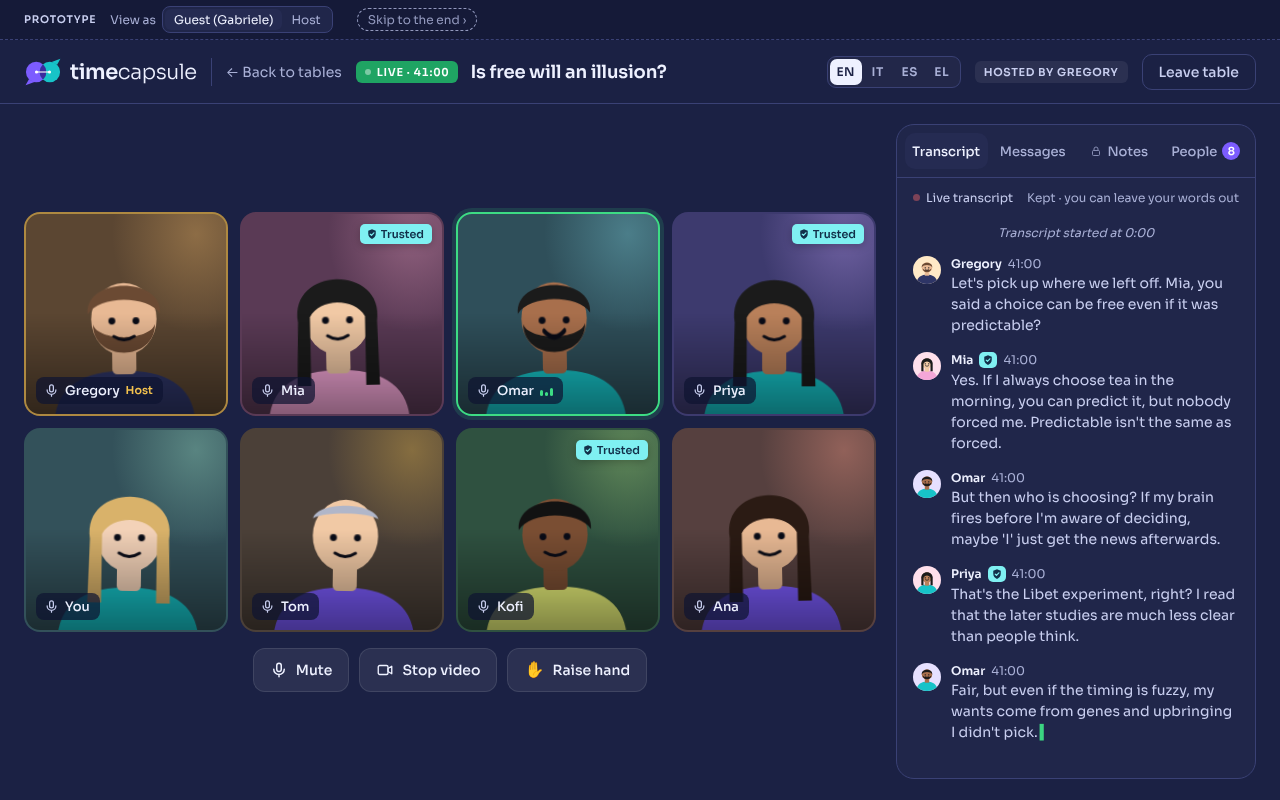 PROTOTYPE View as Guest (Gabriele) Host Skip to the end ›
timecapsule ← Back to tables LIVE · 41:00 Is free will an illusion? EN IT ES EL HOSTED BY GREGORY Leave table
Trusted
Trusted
Gregory Host
Mia
Omar
Priya
Trusted
You
Tom
Kofi
Ana
Mute Stop video Raise hand
Transcript Messages Notes People 8
Live transcript Kept · you can leave your words out
Transcript started at 0:00
Gregory 41:00
Let's pick up where we left off. Mia, you
said a choice can be free even if it was
predictable?
Mia 41:00
Yes. If I always choose tea in the
morning, you can predict it, but nobody
forced me. Predictable isn't the same as
forced.
Omar 41:00
But then who is choosing? If my brain
fires before I'm aware of deciding,
maybe 'I' just get the news afterwards.
Priya 41:00
That's the Libet experiment, right? I read
that the later studies are much less clear
than people think.
Omar 41:00
Fair, but even if the timing is fuzzy, my
wants come from genes and upbringing
I didn't pick.